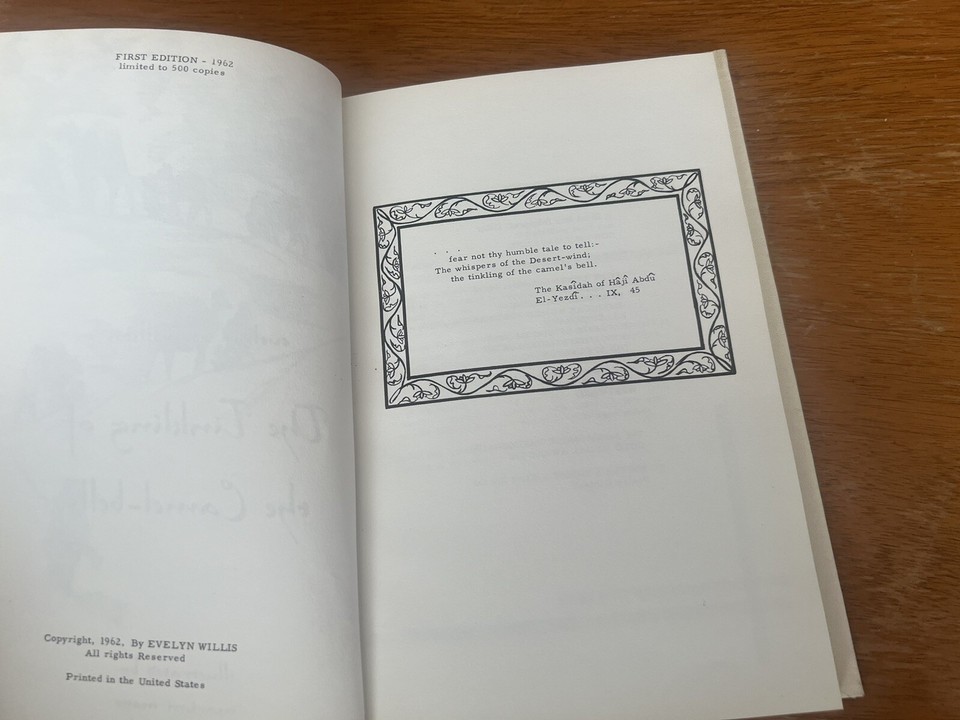 FIRST EDITION - 1962
limited to 500 copies
Copyright, 1962, By EVELYN WILLIS
All rights Reserved
Printed in the United States
. . .
fear not thy humble tale to tell:-
The whispers of the Desert-wind;
the tinkling of the camel's bell.
The Kasîdah of Hâjî Abdû
El-Yezdî . . . IX, 45